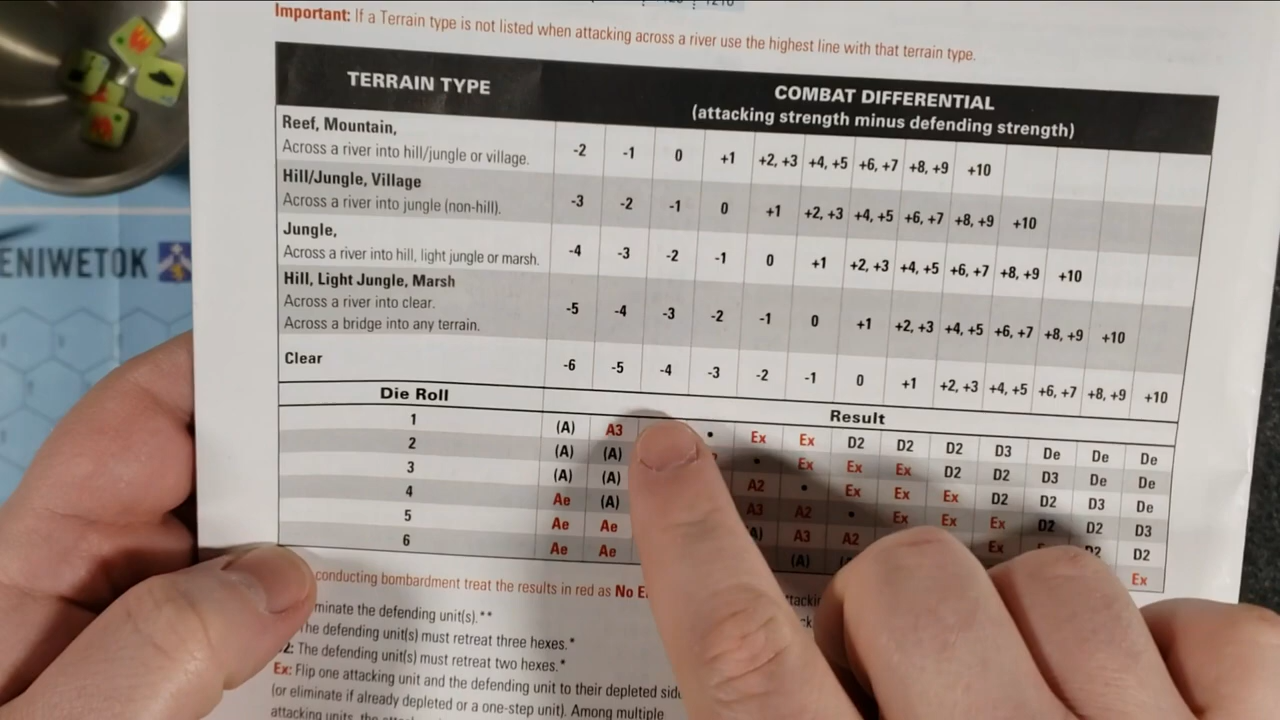 Important: If a Terrain type is not listed when attacking across a river use the highest line with that terrain type.
TERRAIN TYPE
COMBAT DIFFERENTIAL
(attacking strength minus defending strength)
Reef, Mountain,
Across a river into hill/jungle or village.
-2 -1 0 +1 +2, +3 +4, +5 +6, +7 +8, +9 +10
Hill/Jungle, Village
Across a river into jungle (non-hill).
-3 -2 -1 0 +1 +2, +3 +4, +5 +6, +7 +8, +9 +10
Jungle,
Across a river into hill, light jungle or marsh.
-4 -3 -2 -1 0 +1 +2, +3 +4, +5 +6, +7 +8, +9 +10
Hill, Light Jungle, Marsh
Across a river into clear.
Across a bridge into any terrain.
-5 -4 -3 -2 -1 0 +1 +2, +3 +4, +5 +6, +7 +8, +9 +10
Clear -6 -5 -4 -3 -2 -1 0 +1 +2, +3 +4, +5 +6, +7 +8, +9 +10
Die Roll Result
1 (A) A3 • Ex Ex D2 D2 D2 D3 De De De
2 (A) (A) • Ex Ex Ex D2 D2 D3 De De
3 (A) (A) A2 • Ex Ex Ex D2 D2 D3 De
4 Ae (A) A3 A2 • Ex Ex Ex D2 D2 D3
5 Ae Ae A) A3 A2 Ex D2 D2
6 Ae Ae (A) Ex
conducting bombardment treat the results in red as No
minate the defending unit(s).**
The defending unit(s) must retreat three hexes.*
2: The defending unit(s) must retreat two hexes.*
Ex: Flip one attacking unit and the defending unit to their depleted side
(or eliminate if already depleted or a one-step unit). Among multiple
attacking units, the
ENIWETOK